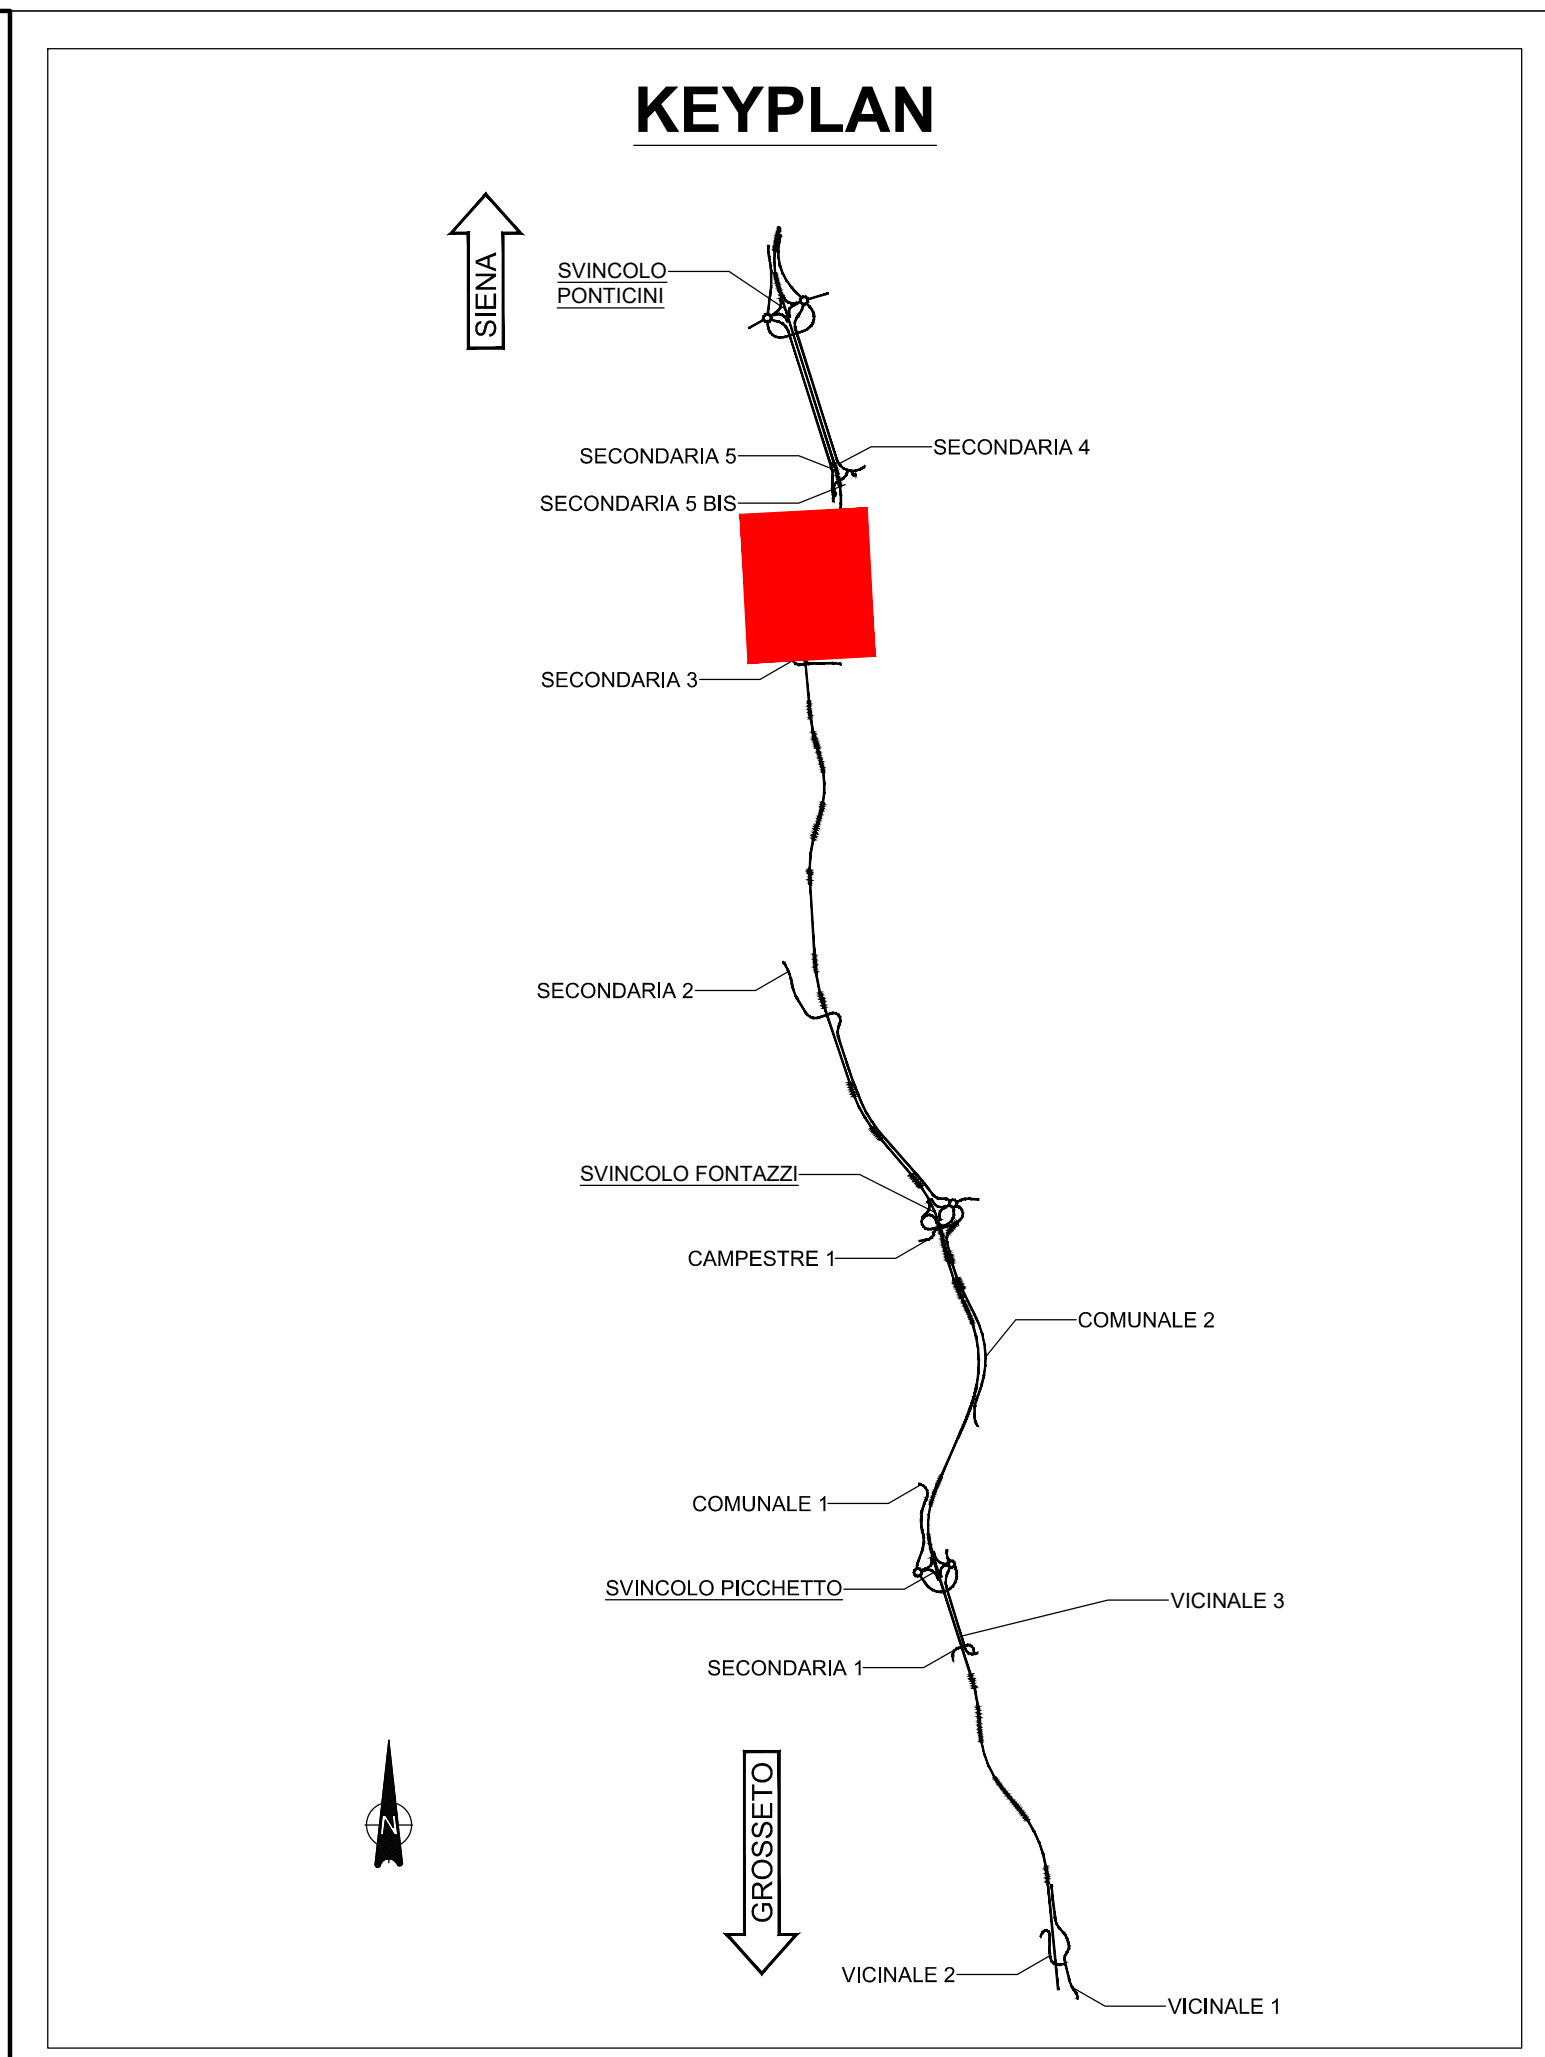 KEYPLAN
SIENA
SVINCOLO
PONTICINI
SECONDARIA 4
SECONDARIA 5
SECONDARIA 5 BIS
SECONDARIA 3
SECONDARIA 2
SVINCOLO FONTAZZI
CAMPESTRE 1
COMUNALE 2
COMUNALE 1
SVINCOLO PICCHETTO
VICINALE 3
SECONDARIA 1
N
GROSSETO
VICINALE 2
VICINALE 1